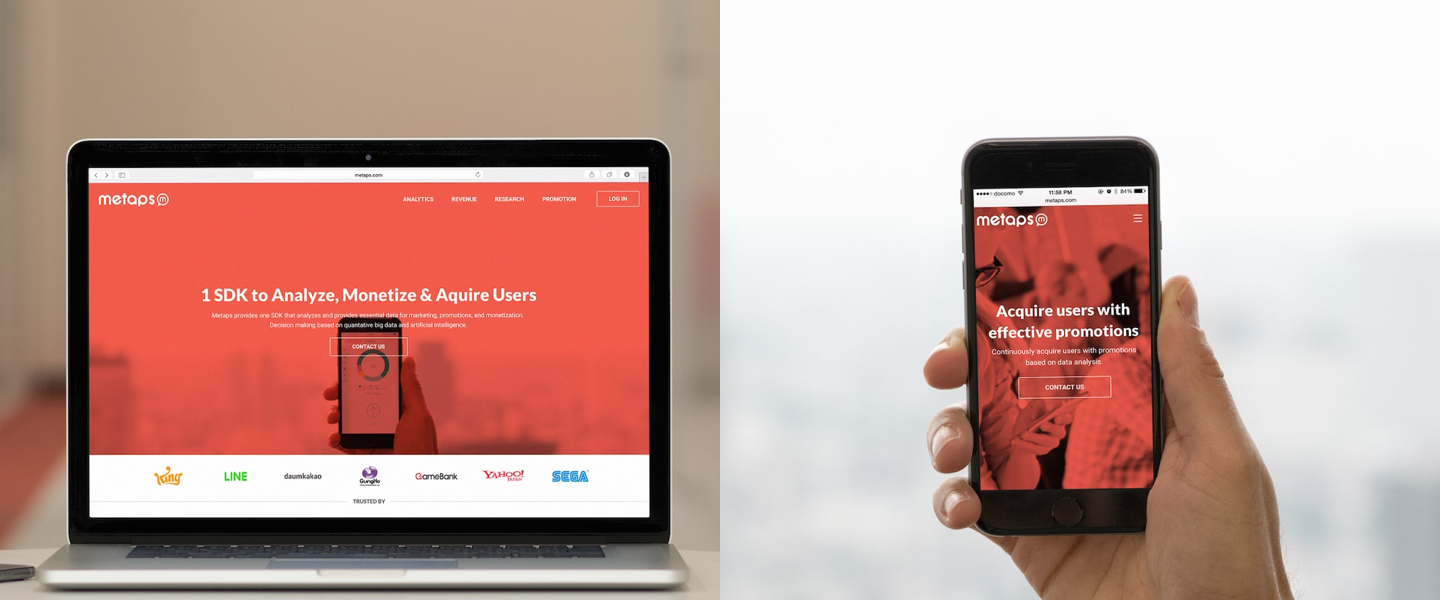 metaps.com
metaps m
ANALYTICS REVENUE RESEARCH PROMOTION LOG IN
1 SDK to Analyze, Monetize & Aquire Users
Metaps provides one SDK that analyzes and provides essential data for marketing, promotions, and monetization.
Decision making based on quantative big data and artificial intelligence.
CONTACT US
King LINE daumkakao GungHo GameBank YAHOO! JAPAN SEGA
TRUSTED BY
docomo 11:58 PM 84%
metaps.com
metaps m
Acquire users with
effective promotions
Continuously acquire users with promotions
based on data analysis.
CONTACT US